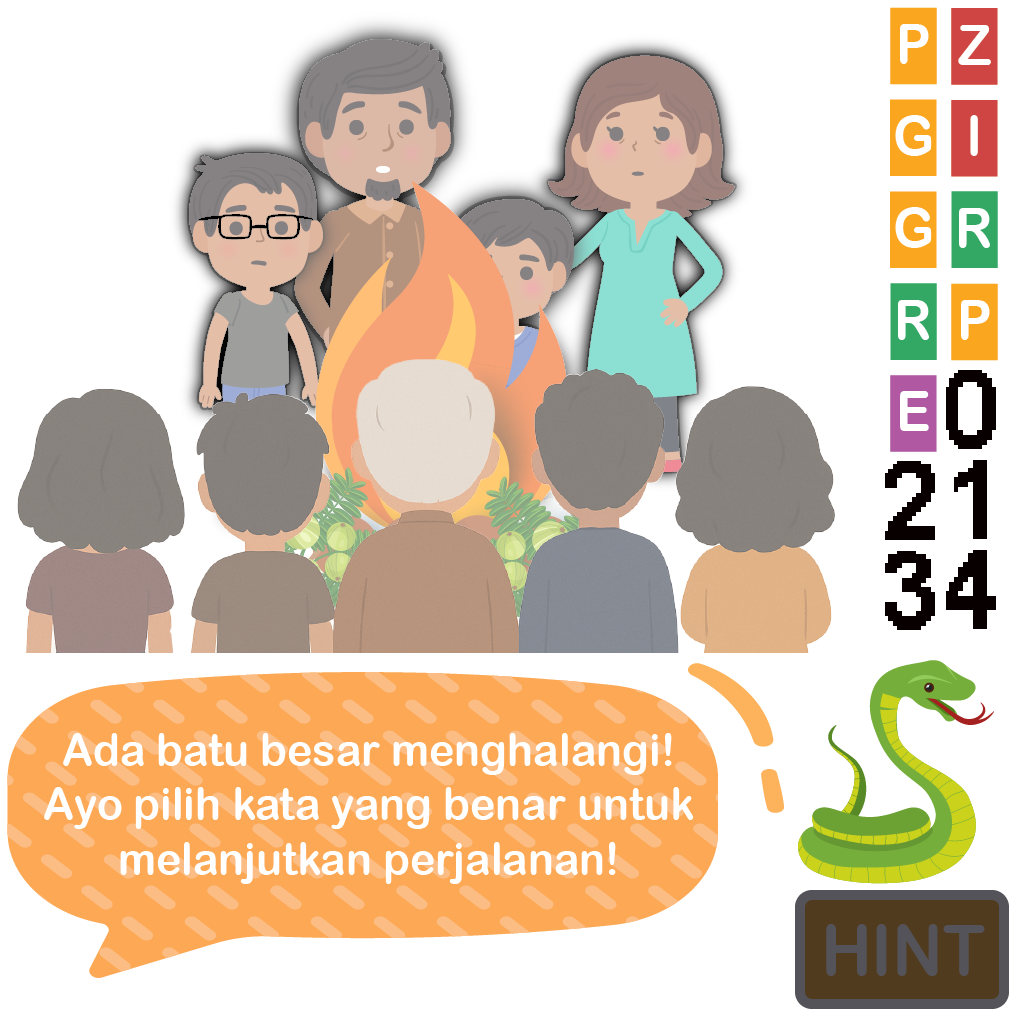 P Z
G I
G R
R P
E 0
2 1
3 4
Ada batu besar menghalangi!
Ayo pilih kata yang benar untuk
melanjutkan perjalanan!
HINT